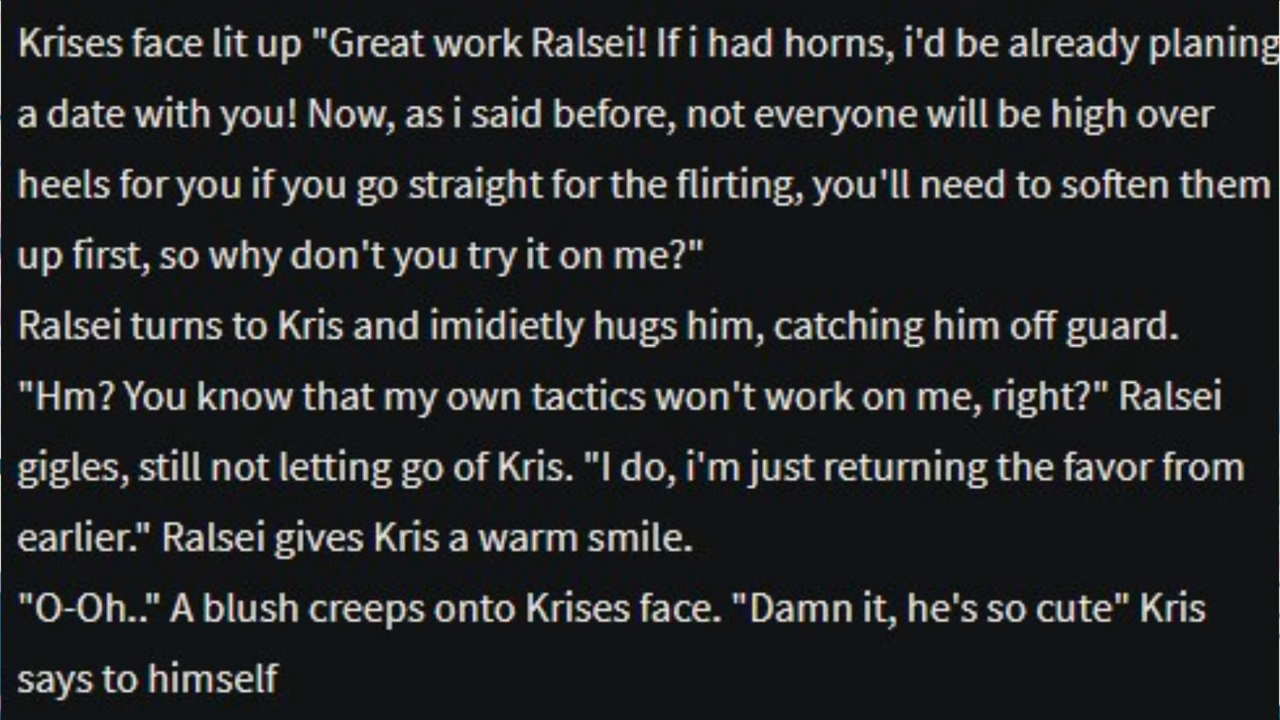 Krises face lit up "Great work Ralsei! If i had horns, i'd be already planing
a date with you! Now, as i said before, not everyone will be high over
heels for you if you go straight for the flirting, you'll need to soften them
up first, so why don't you try it on me?"
Ralsei turns to Kris and imidietly hugs him, catching him off guard.
"Hm? You know that my own tactics won't work on me, right?" Ralsei
gigles, still not letting go of Kris. "I do, i'm just returning the favor from
earlier." Ralsei gives Kris a warm smile.
"O-Oh.." A blush creeps onto Krises face. "Damn it, he's so cute" Kris
says to himself